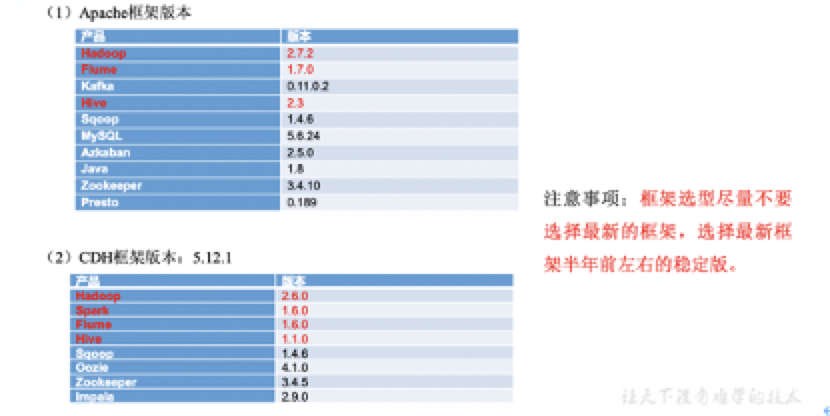 （1）Apache框架版本
产品 版本
Hadoop 2.7.2
Flume 1.7.0
Kafka 0.11.0.2
Hive 2.3
Sqoop 1.4.6
MySQL 5.6.24
Azkaban 2.5.0
Java 1.8
Zookeeper 3.4.10
Presto 0.189
注意事项：框架选型尽量不要
选择最新的框架，选择最新框
架半年前左右的稳定版。
（2）CDH框架版本：5.12.1
产品 版本
Hadoop 2.6.0
Spark 1.6.0
Flume 1.6.0
Hive 1.1.0
Sqoop 1.4.6
Oozie 4.1.0
Zookeeper 3.4.5
Impala 2.9.0
让天下没有难学的技术